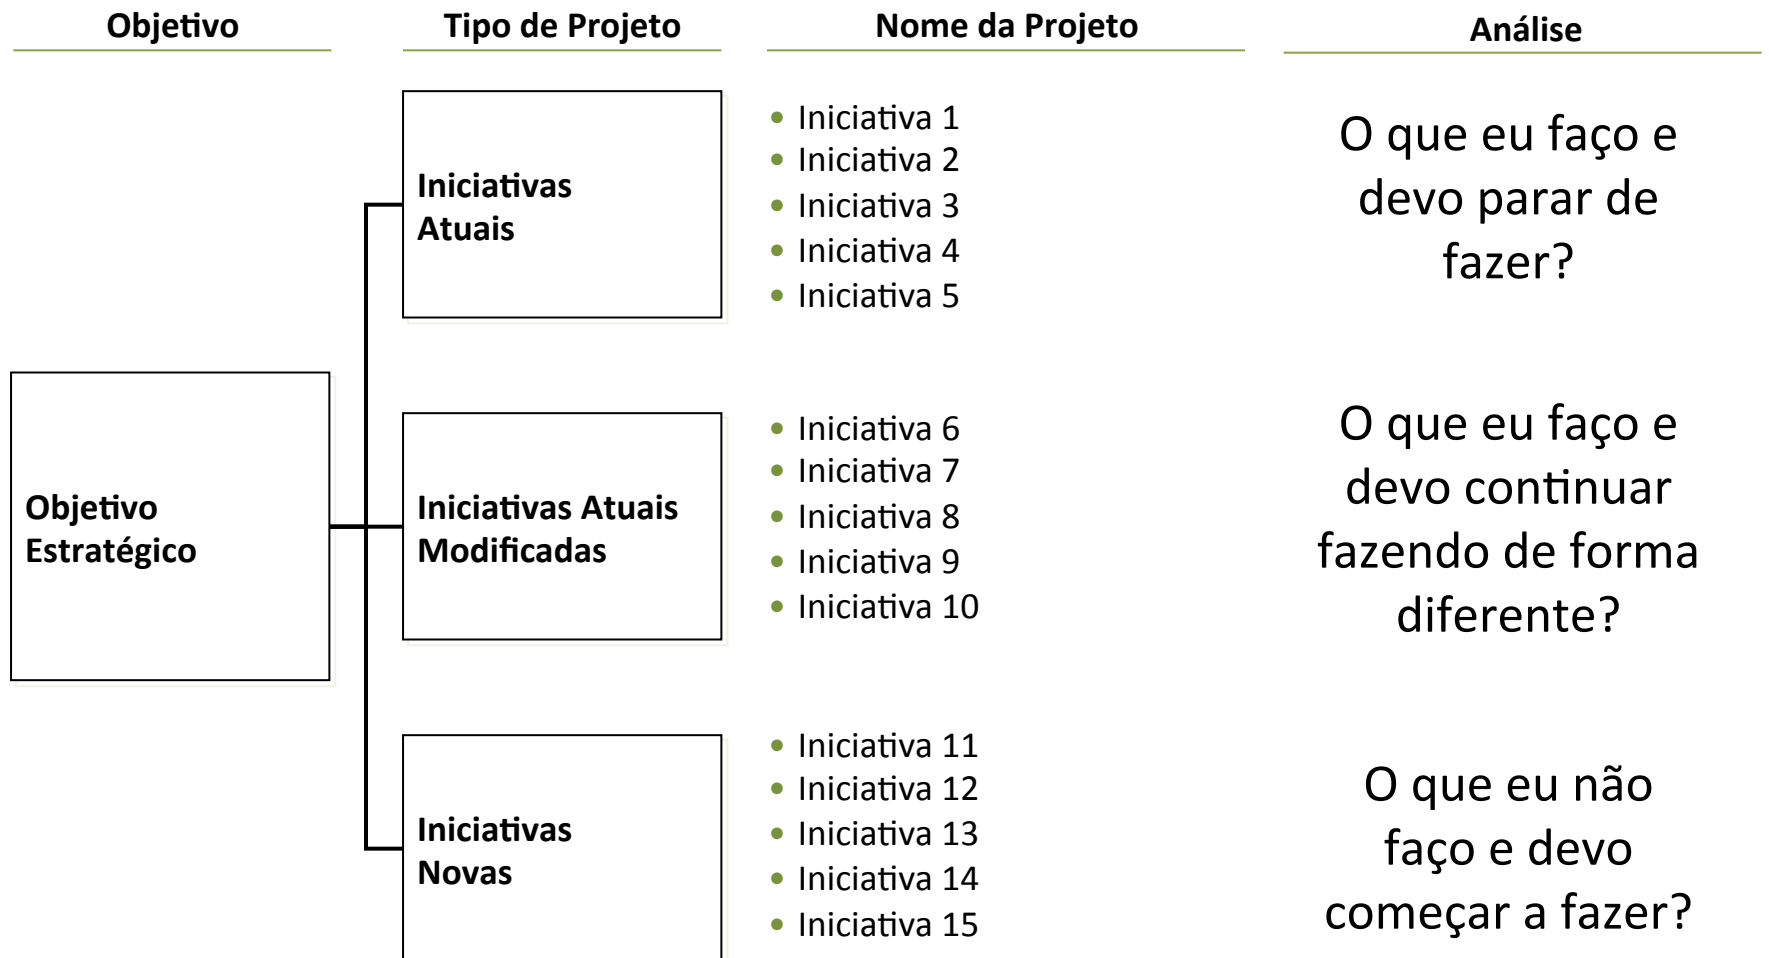 Objetivo
Tipo de Projeto
Nome da Projeto
Análise
Objetivo
Estratégico
Iniciativas
Atuais
• Iniciativa 1
• Iniciativa 2
• Iniciativa 3
• Iniciativa 4
• Iniciativa 5
O que eu faço e
devo parar de
fazer?
Iniciativas Atuais
Modificadas
• Iniciativa 6
• Iniciativa 7
• Iniciativa 8
• Iniciativa 9
• Iniciativa 10
O que eu faço e
devo continuar
fazendo de forma
diferente?
Iniciativas
Novas
• Iniciativa 11
• Iniciativa 12
• Iniciativa 13
• Iniciativa 14
• Iniciativa 15
O que eu não
faço e devo
começar a fazer?